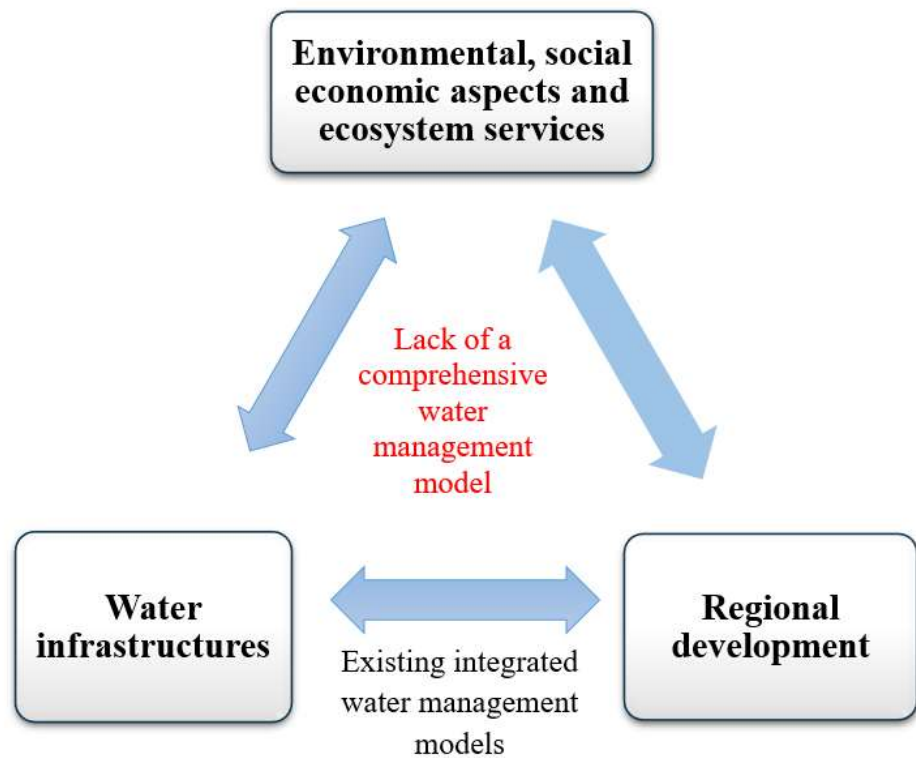 Environmental, social
economic aspects and
ecosystem services
Lack of a
comprehensive
water
management
model
Water
infrastructures
Regional
development
Existing integrated
water management
models